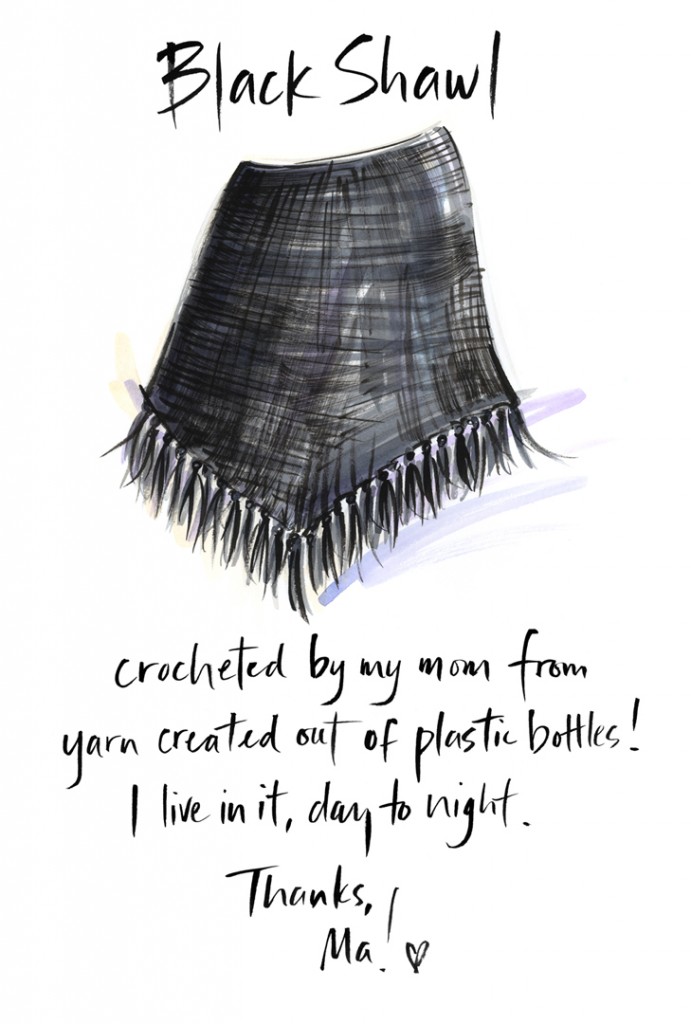 Black Shawl
crocheted by my mom from
yarn created out of plastic bottles!
I live in it, day to night.
Thanks,
Ma! ♡